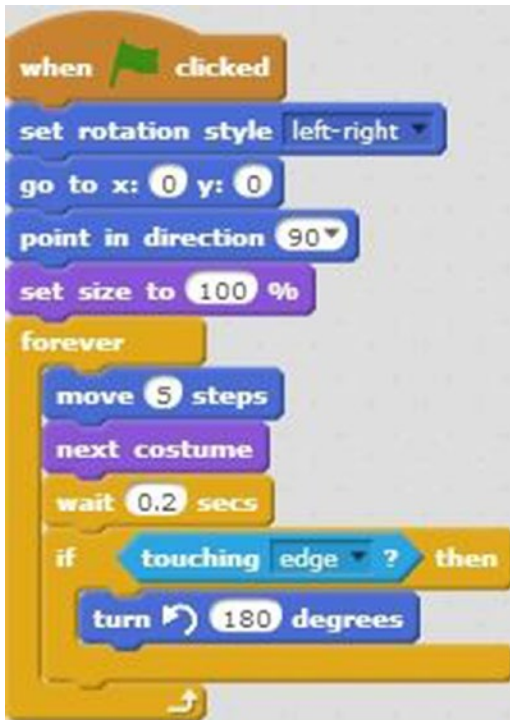 when clicked
set rotation style left-right
go to x: 0 y: 0
point in direction 90
set size to 100 %
forever
move 5 steps
next costume
wait 0.2 secs
if touching edge ? then
turn 180 degrees